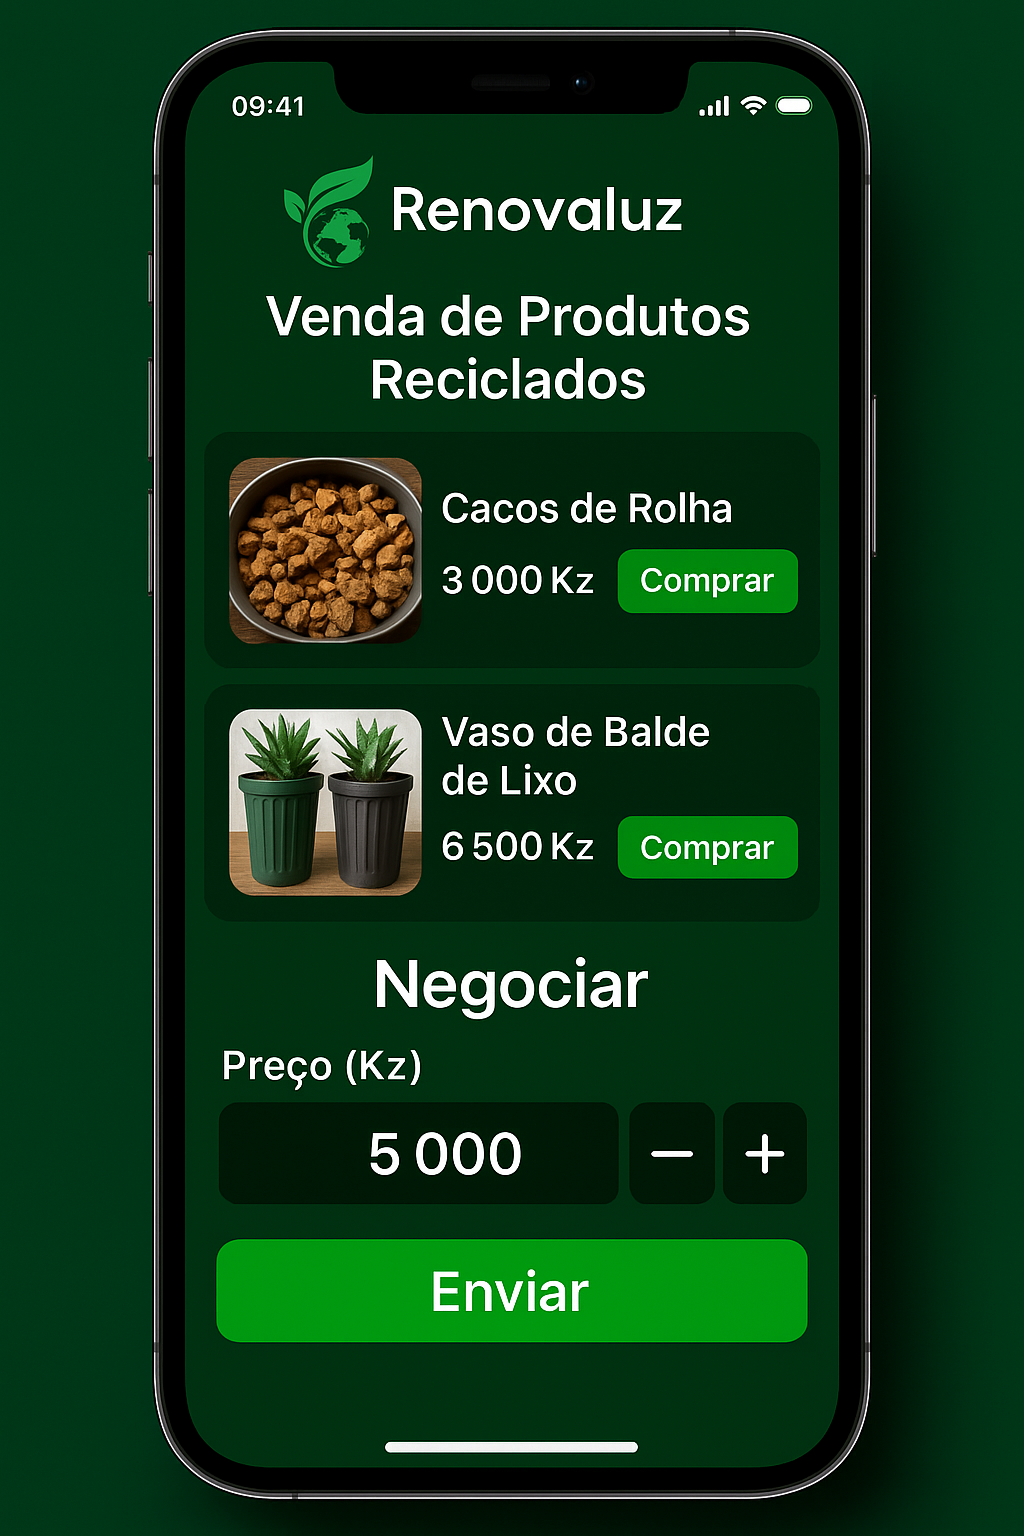 09:41
Renovaluz
Venda de Produtos
Reciclados
Cacos de Rolha
3 000 Kz
Comprar
Vaso de Balde
de Lixo
6 500 Kz
Comprar
Negociar
Preço (Kz)
5 000
− +
Enviar